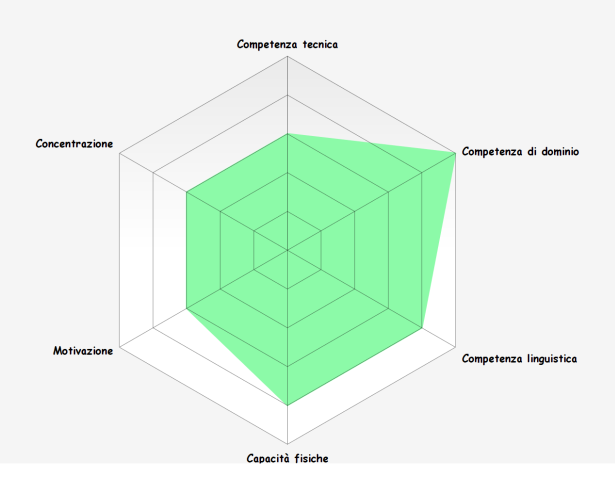 Competenza tecnica
Concentrazione
Competenza di dominio
Motivazione
Competenza linguistica
Capacità fisiche